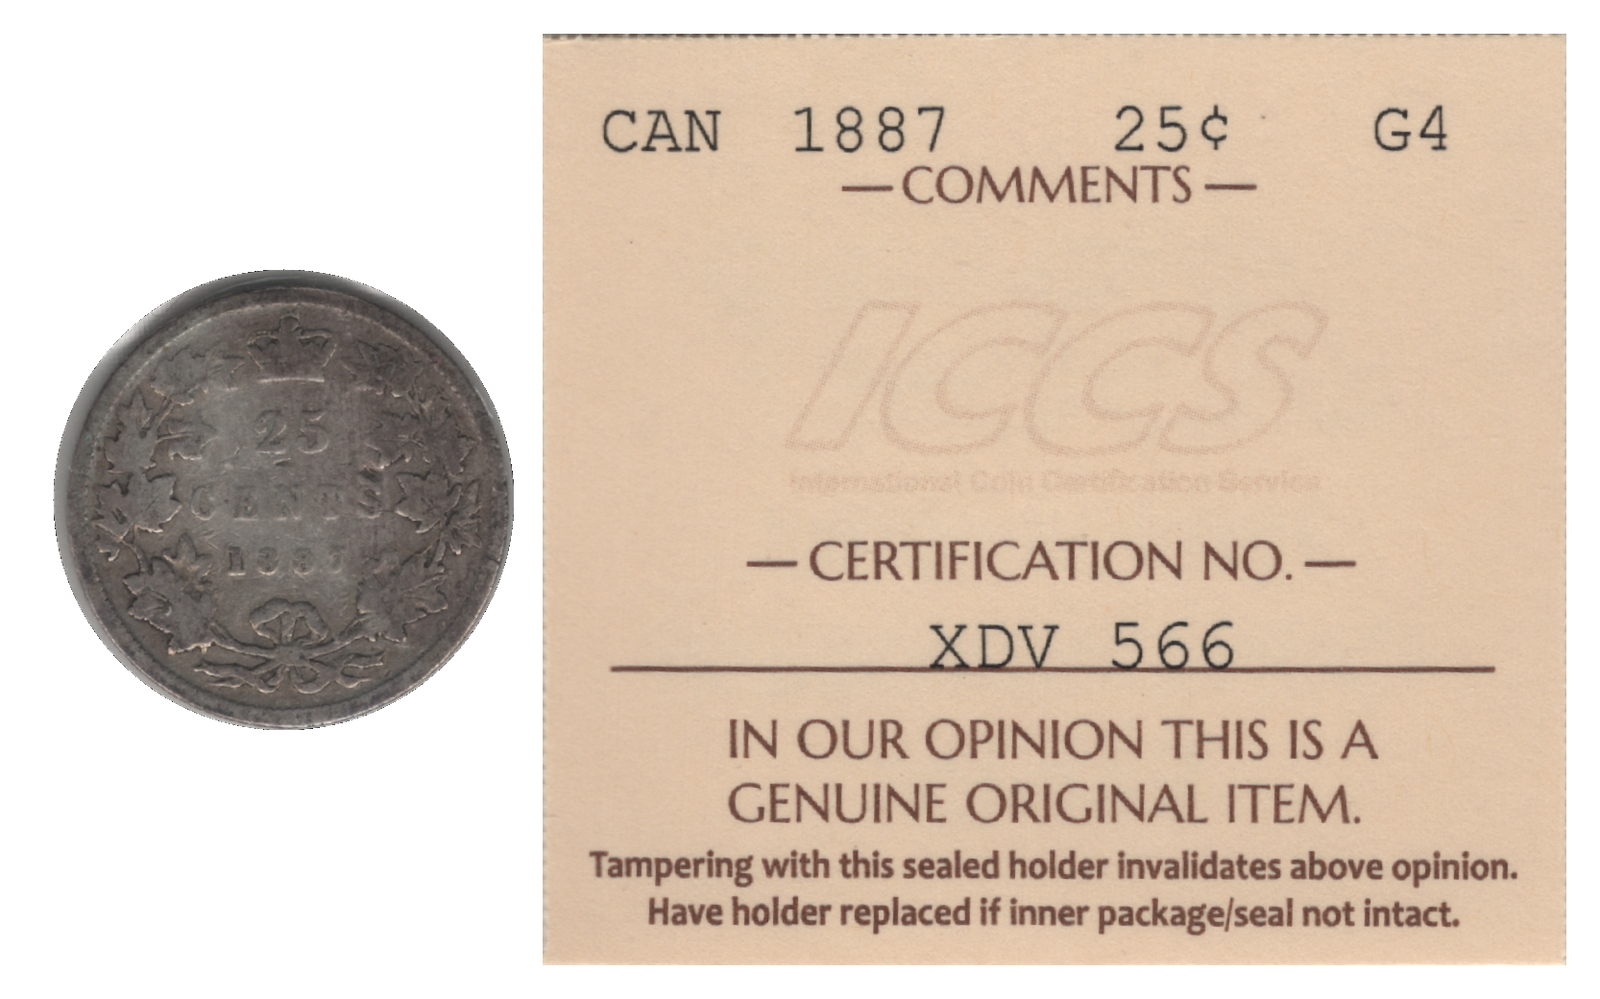 25
CENTS
1887
CAN 1887 25¢ G4
— COMMENTS —
ICCS
International Coin Certification Service
— CERTIFICATION NO. —
XDV 566
IN OUR OPINION THIS IS A
GENUINE ORIGINAL ITEM.
Tampering with this sealed holder invalidates above opinion.
Have holder replaced if inner package/seal not intact.